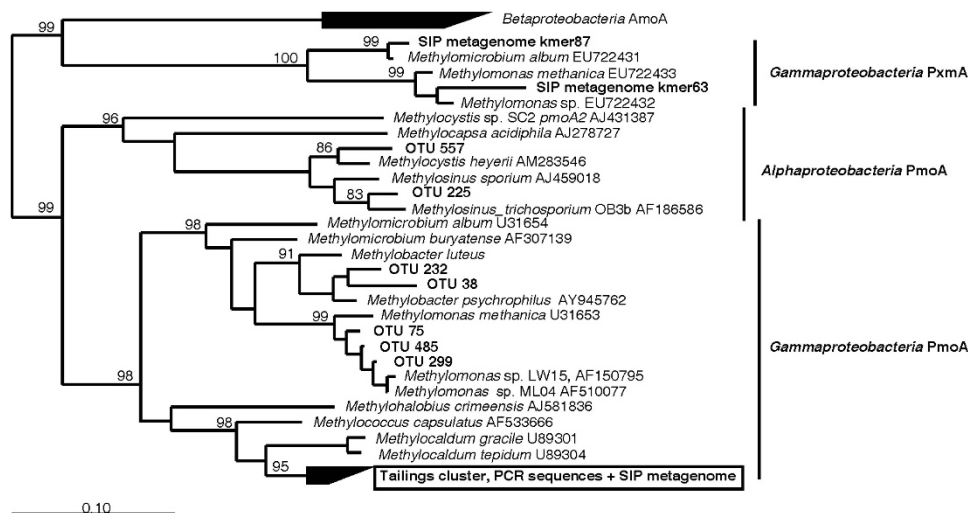 Betaproteobacteria AmoA
99
99
SIP metagenome kmer87
Methylomicrobium album EU722431
100
99
Methylomonas methanica EU722433
SIP metagenome kmer63
Methylomonas sp. EU722432
Gammaproteobacteria PxmA
96
Methylocystis sp. SC2 pmoA2 AJ431387
Methylocapsa acidiphila AJ278727
86
OTU 557
Methylocystis heyerii AM283546
Methylosinus sporium AJ459018
83
OTU 225
Methylosinus_trichosporium OB3b AF186586
Alphaproteobacteria PmoA
99
98
Methylomicrobium album U31654
Methylomicrobium buryatense AF307139
91
Methylobacter luteus
OTU 232
OTU 38
Methylobacter psychrophilus AY945762
99
Methylomonas methanica U31653
OTU 75
OTU 485
OTU 299
Methylomonas sp. LW15, AF150795
Methylomonas sp. ML04 AF510077
Gammaproteobacteria PmoA
98
Methylohalobius crimeensis AJ581836
98
Methylococcus capsulatus AF533666
Methylocaldum gracile U89301
Methylocaldum tepidum U89304
95
Tailings cluster, PCR sequences + SIP metagenome
0.10